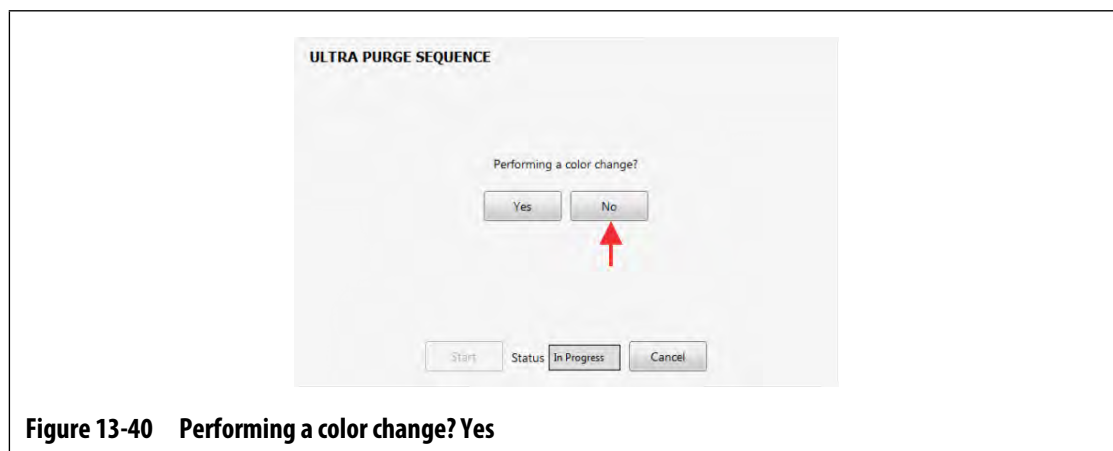 ULTRA PURGE SEQUENCE
Performing a color change?
Yes No
Start Status In Progress Cancel
Figure 13-40 Performing a color change? Yes